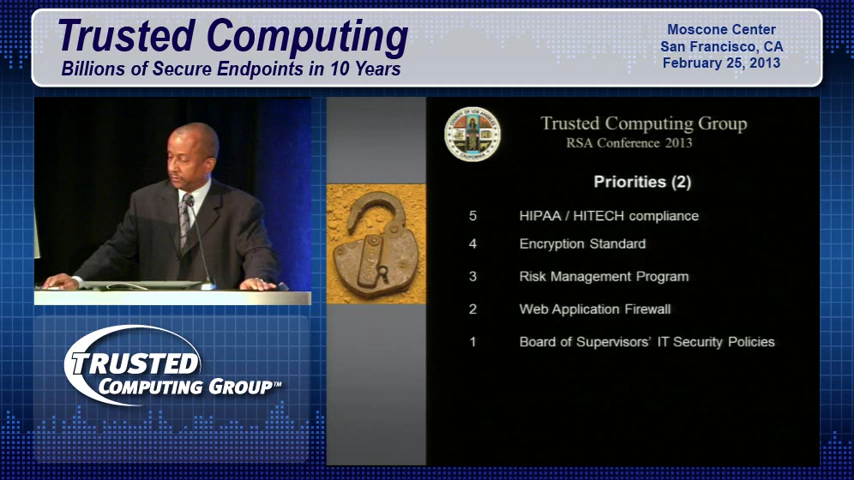 Trusted Computing
Billions of Secure Endpoints in 10 Years
Moscone Center
San Francisco, CA
February 25, 2013
Trusted Computing Group
RSA Conference 2013
Priorities (2)
5 HIPAA / HITECH compliance
4 Encryption Standard
3 Risk Management Program
2 Web Application Firewall
1 Board of Supervisors' IT Security Policies
TRUSTED
COMPUTING GROUP™